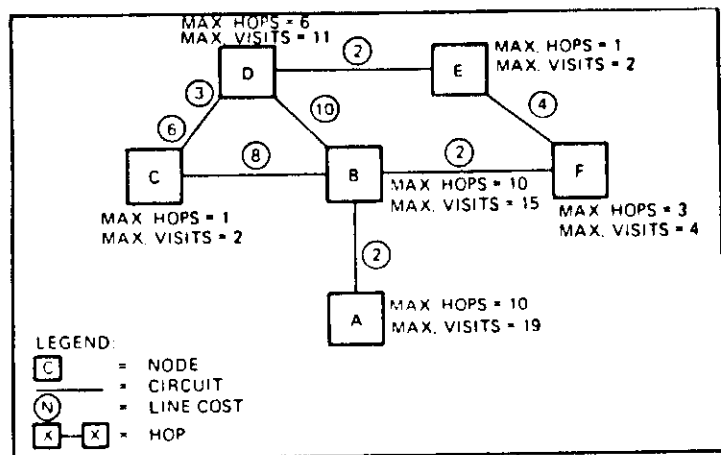 MAX. HOPS = 6
MAX. VISITS = 11
D
2
E
MAX. HOPS = 1
MAX. VISITS = 2
3
10
4
6
8
2
C
B
F
MAX HOPS = 1
MAX. VISITS = 2
MAX HOPS = 10
MAX. VISITS = 15
MAX HOPS = 3
MAX. VISITS = 4
2
A
MAX HOPS = 10
MAX. VISITS = 19
LEGEND:
C = NODE
= CIRCUIT
N = LINE COST
X X = HOP